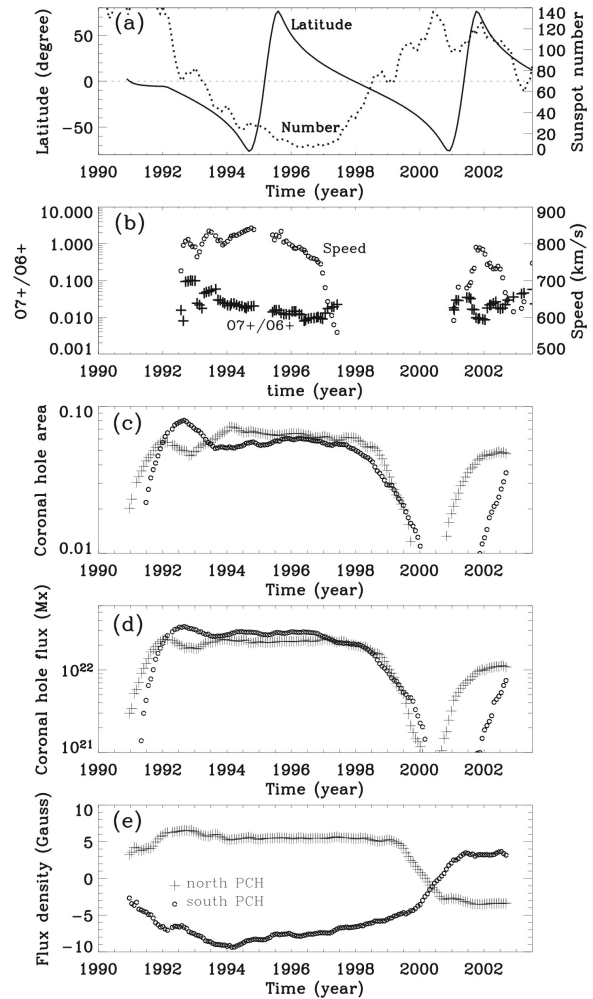 (a)
Latitude (degree)
50
0
−50
Latitude
Number
140
120
100
80
60
40
20
0
Sunspot number
1990 1992 1994 1996 1998 2000 2002
Time (year)
(b)
O7+/O6+
10.000
1.000
0.100
0.010
0.001
Speed
O7+/O6+
900
800
700
600
500
Speed (km/s)
1990 1992 1994 1996 1998 2000 2002
time (year)
(c)
Coronal hole area
0.10
0.01
1990 1992 1994 1996 1998 2000 2002
Time (year)
(d)
Coronal hole flux (Mx)
10²²
10²¹
1990 1992 1994 1996 1998 2000 2002
Time (year)
(e)
Flux density (Gauss)
10
5
0
−5
−10
north PCH
south PCH
1990 1992 1994 1996 1998 2000 2002
Time (year)